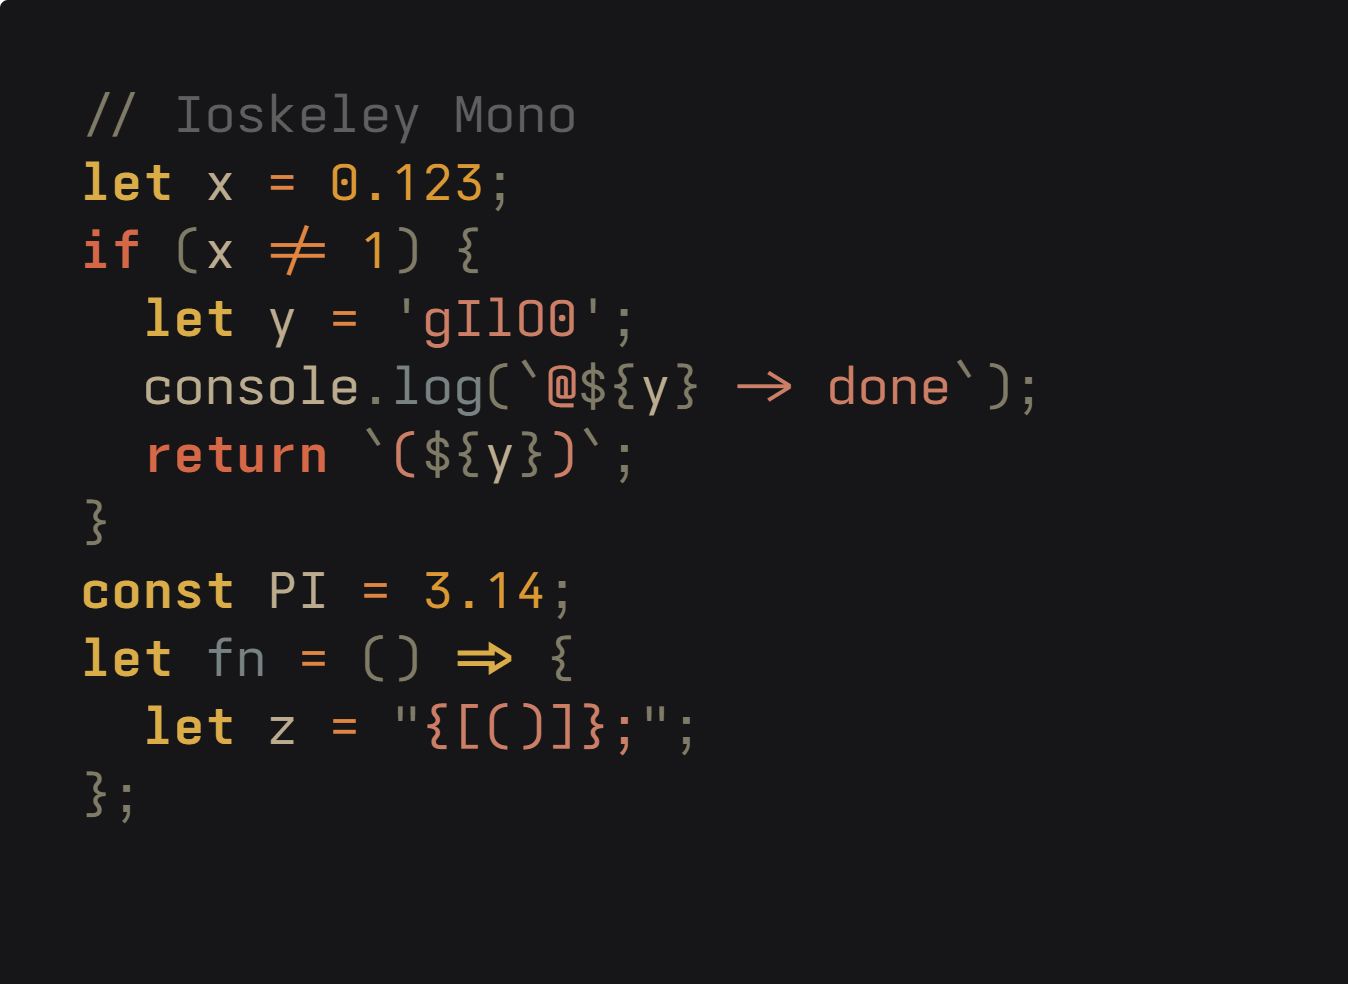 // Ioskeley Mono
let x = 0.123;
if (x != 1) {
  let y = 'gIlO0';
  console.log(`@${y} -> done`);
  return `(${y})`;
}
const PI = 3.14;
let fn = () => {
  let z = "{[()]};";
};